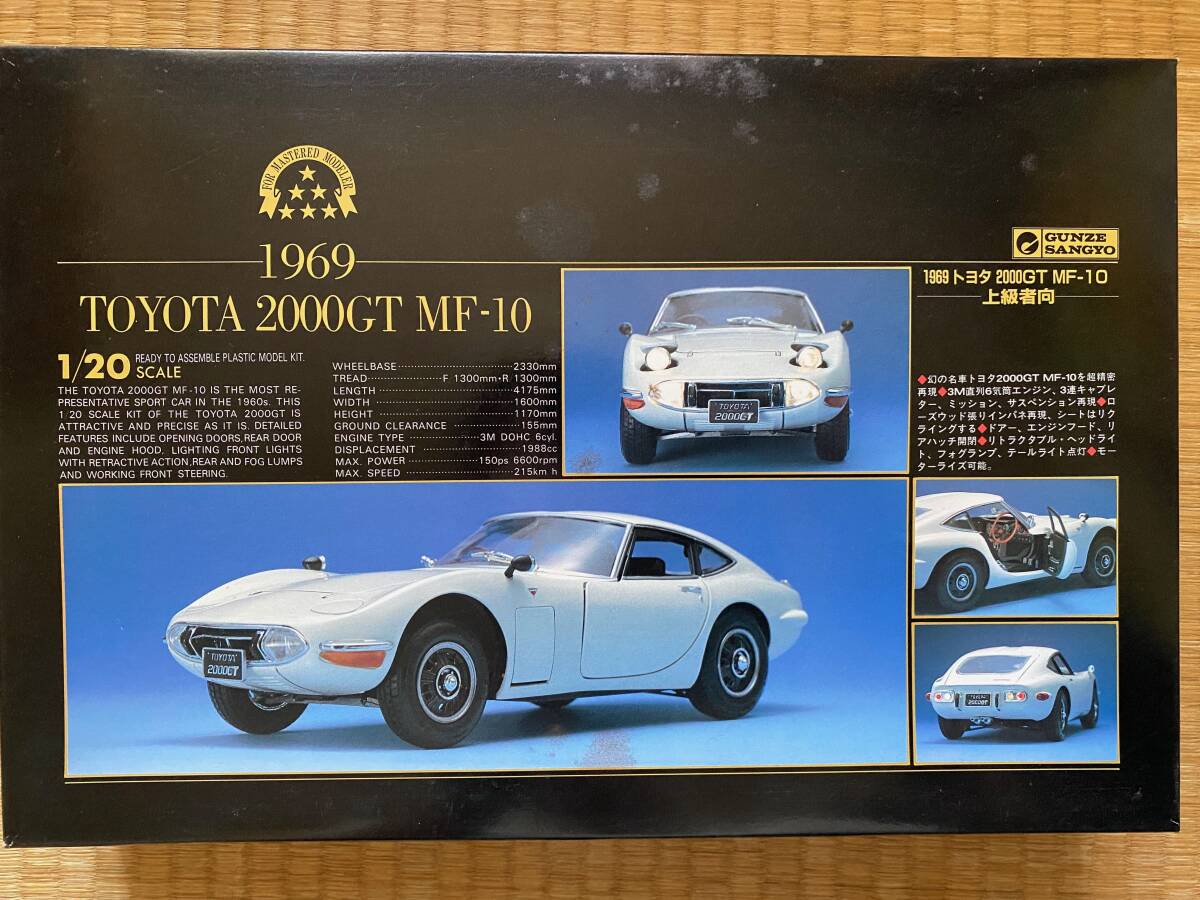 FOR MASTERED MODELER
1969
TOYOTA 2000GT MF-10
1/20 SCALE
READY TO ASSEMBLE PLASTIC MODEL KIT.
THE TOYOTA 2000GT MF-10 IS THE MOST RE-
PRESENTATIVE SPORT CAR IN THE 1960s. THIS
1/20 SCALE KIT OF THE TOYOTA 2000GT IS
ATTRACTIVE AND PRECISE AS IT IS. DETAILED
FEATURES INCLUDE OPENING DOORS,REAR DOOR
AND ENGINE HOOD. LIGHTING FRONT LIGHTS
WITH RETRACTIVE ACTION,REAR AND FOG LUMPS
AND WORKING FRONT STEERING.
WHEELBASE 2330mm
TREAD F 1300mm・R 1300mm
LENGTH 4175mm
WIDTH 1600mm
HEIGHT 1170mm
GROUND CLEARANCE 155mm
ENGINE TYPE 3M DOHC 6cyl.
DISPLACEMENT 1988cc
MAX. POWER 150ps 6600rpm
MAX. SPEED 215km h
GUNZE
SANGYO
1969 トヨタ 2000GT MF-10
上級者向
◆幻の名車トヨタ2000GT MF-10を超精密
再現◆3M直列6気筒エンジン、3連キャブレ
ター、ミッション、サスペンション再現◆ロ
ーズウッド張りインパネ再現、シートはリク
ライニングする◆ドアー、エンジンフード、リ
アハッチ開閉◆リトラクタブル・ヘッドライ
ト、フォグランプ、テールライト点灯◆モー
ターライズ可能。
TOYOTA
2000GT
TOYOTA
2000GT
TOYOTA
2000GT